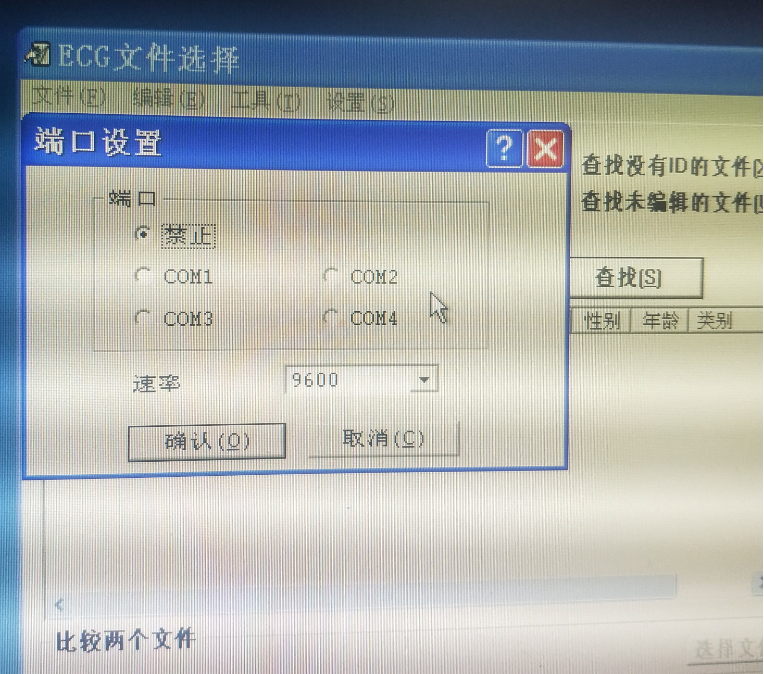 ECG文件选择
文件(F) 编辑(E) 工具(T) 设置(S)
端口设置
?
查找没有ID的文件
查找未编辑的文件
端口
禁止
COM1 COM2
COM3 COM4
查找(S)
性别 年龄 类别
速率 9600
确认(O) 取消(C)
比较两个文件
选择文